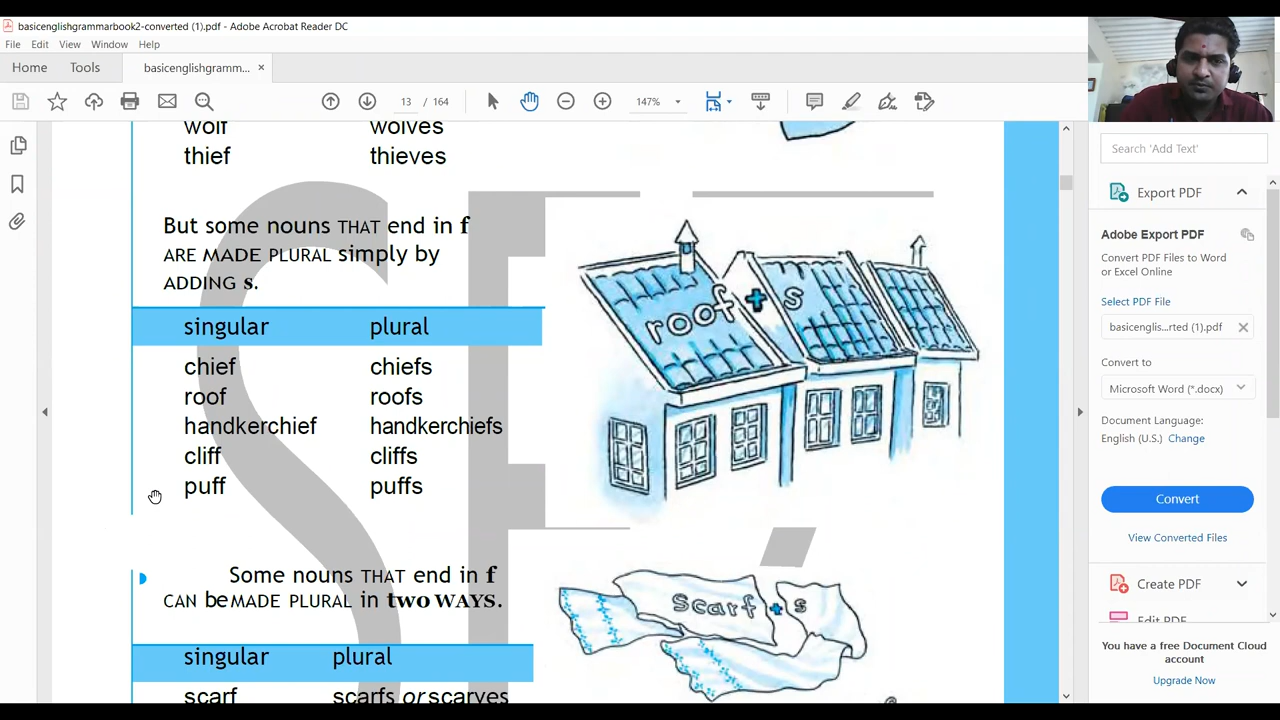 basicenglishgrammarbook2-converted (1).pdf - Adobe Acrobat Reader DC
File Edit View Window Help
Home Tools basicenglishgramm... ×
13 / 164 147%
wolf wolves
thief thieves
But some nouns THAT end in f
ARE MADE PLURAL simply by
ADDING s.
singular plural
chief chiefs
roof roofs
handkerchief handkerchiefs
cliff cliffs
puff puffs
roof + s
Some nouns THAT end in f
CAN be MADE PLURAL in two WAYS.
singular plural
scarf scarfs or scarves
scarf + s
Search 'Add Text'
Export PDF
Adobe Export PDF
Convert PDF Files to Word
or Excel Online
Select PDF File
basicenglis...rted (1).pdf
Convert to
Microsoft Word (*.docx)
Document Language:
English (U.S.) Change
Convert
View Converted Files
Create PDF
Edit PDF
You have a free Document Cloud
account
Upgrade Now